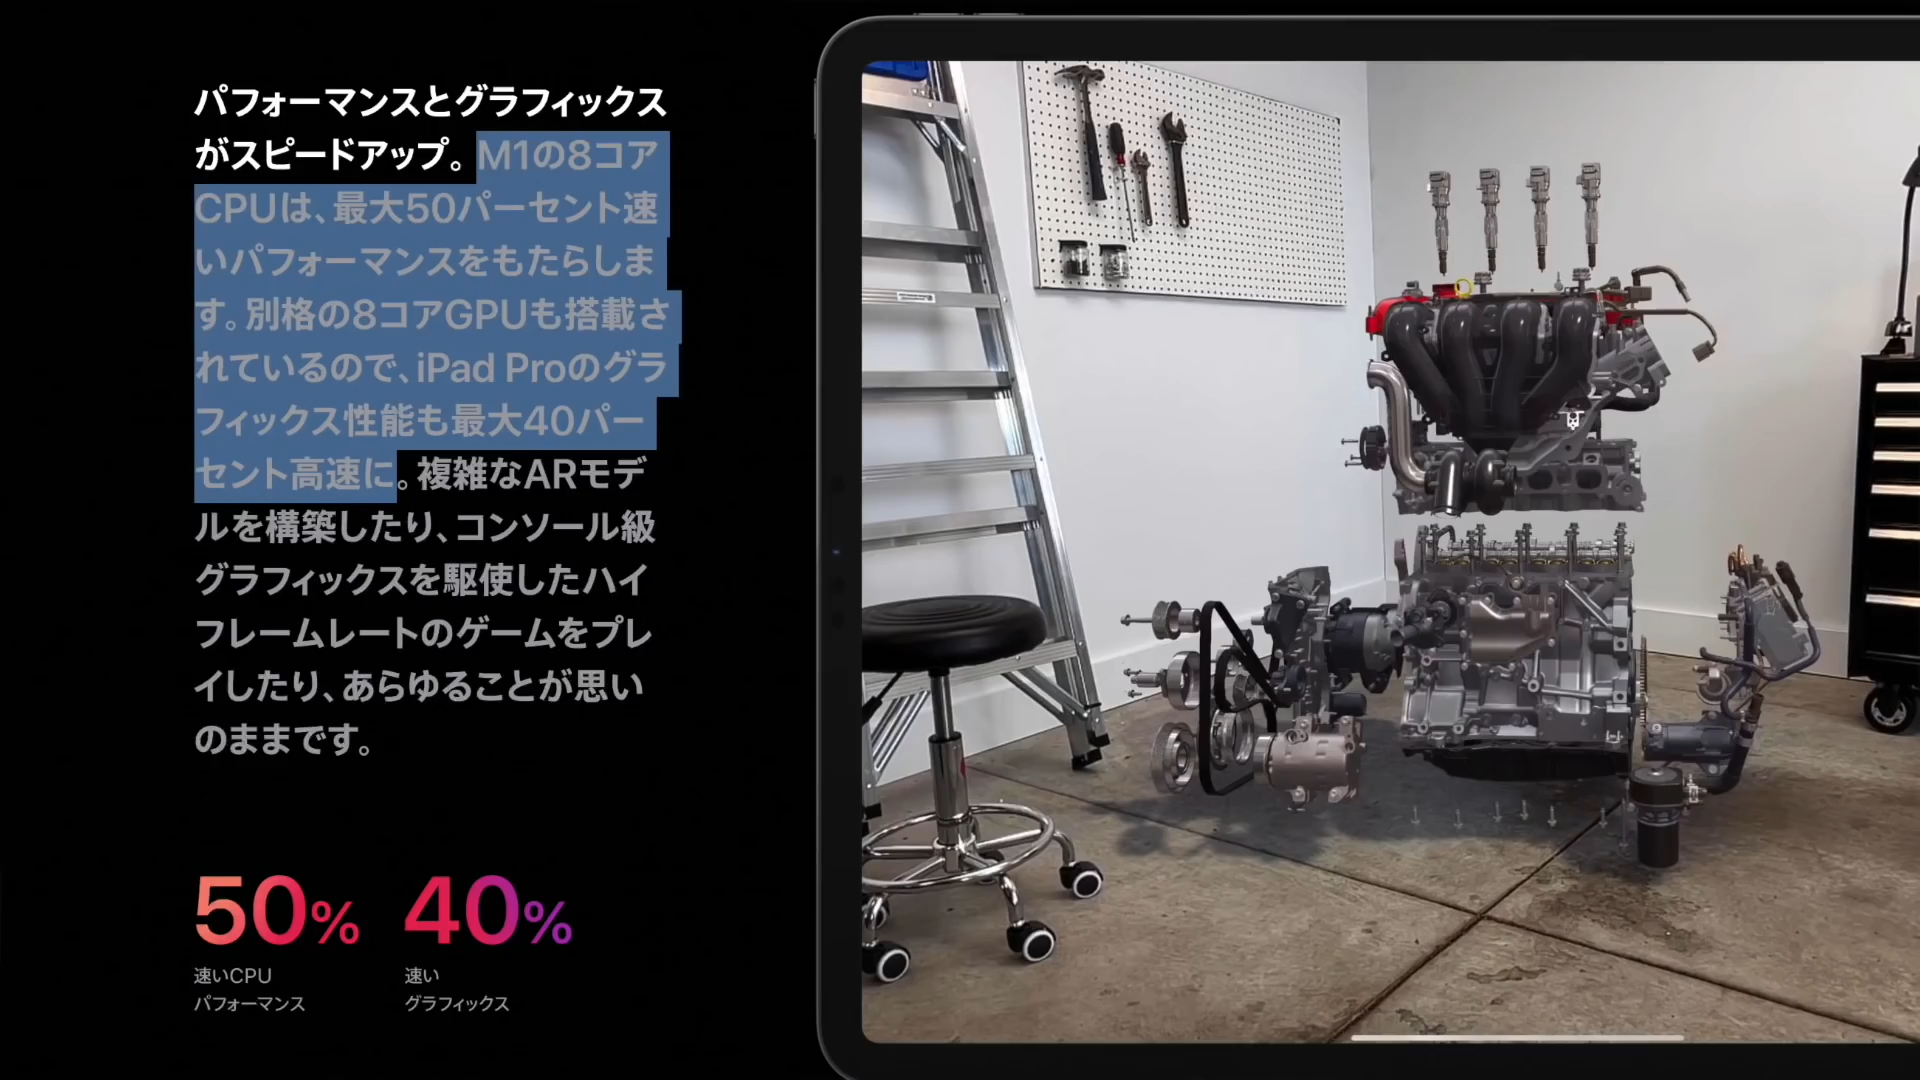 パフォーマンスとグラフィックス
がスピードアップ。M1の8コア
CPUは、最大50パーセント速
いパフォーマンスをもたらしま
す。別格の8コアGPUも搭載さ
れているので、iPad Proのグラ
フィックス性能も最大40パー
セント高速に。複雑なARモデ
ルを構築したり、コンソール級
グラフィックスを駆使したハイ
フレームレートのゲームをプレ
イしたり、あらゆることが思い
のままです。
50% 40%
速いCPU
パフォーマンス
速い
グラフィックス